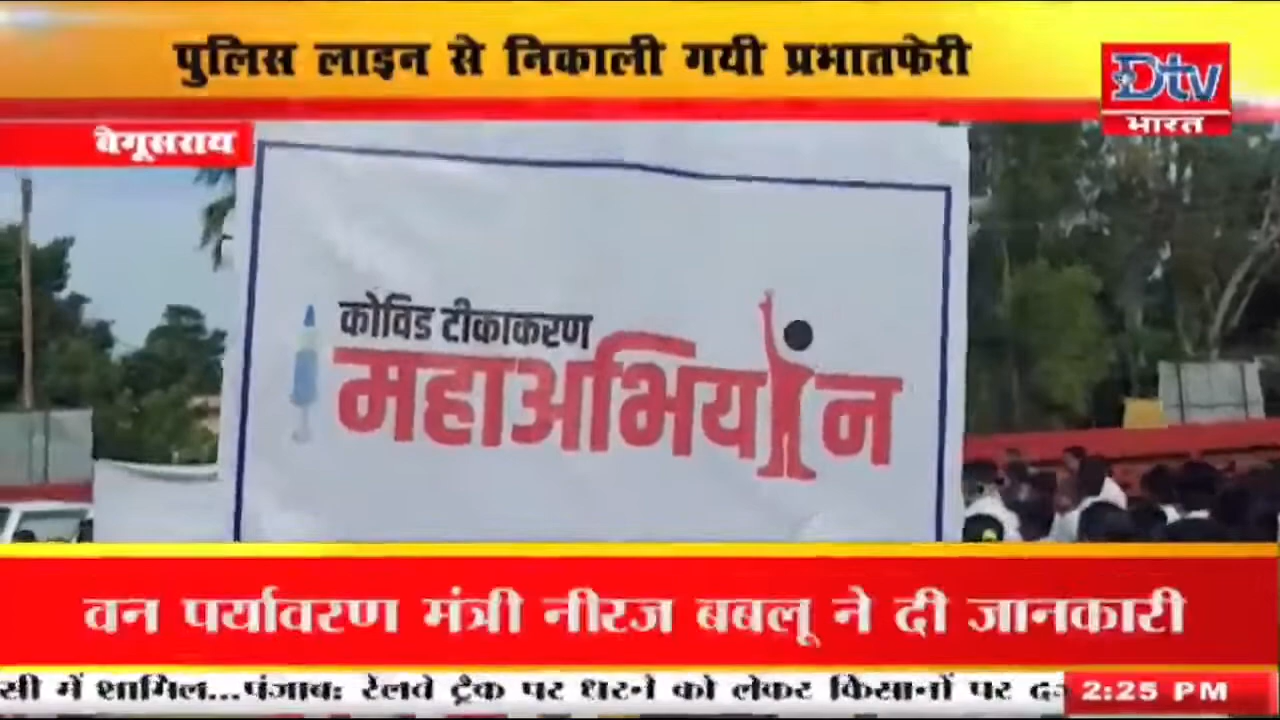 पुलिस लाइन से निकाली गयी प्रभातफेरी
Dtv
भारत
बेगूसराय
कोविड टीकाकरण
महाअभियान
वन पर्यावरण मंत्री नीरज बबलू ने दी जानकारी
सी में शामिल...पंजाब: रेलवे ट्रैक पर धरने को लेकर किसानों पर
2:25 PM